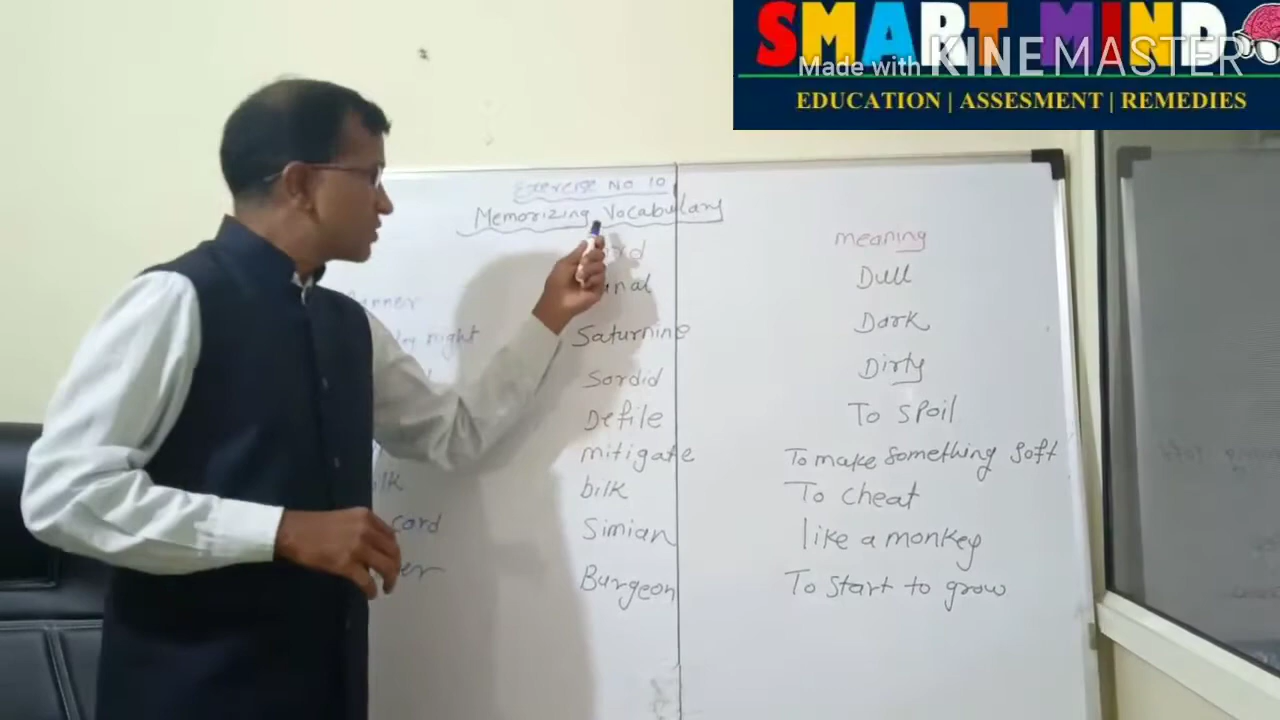 SMART MIND
Made with KINEMASTER
EDUCATION | ASSESMENT | REMEDIES
Exercise No 10
Memorizing Vocabulary
meaning
Dull
night Saturnine Dark
Sordid Dirty
Defile To spoil
mitigate To make something soft
bilk To cheat
Simian like a monkey
Burgeon To start to grow